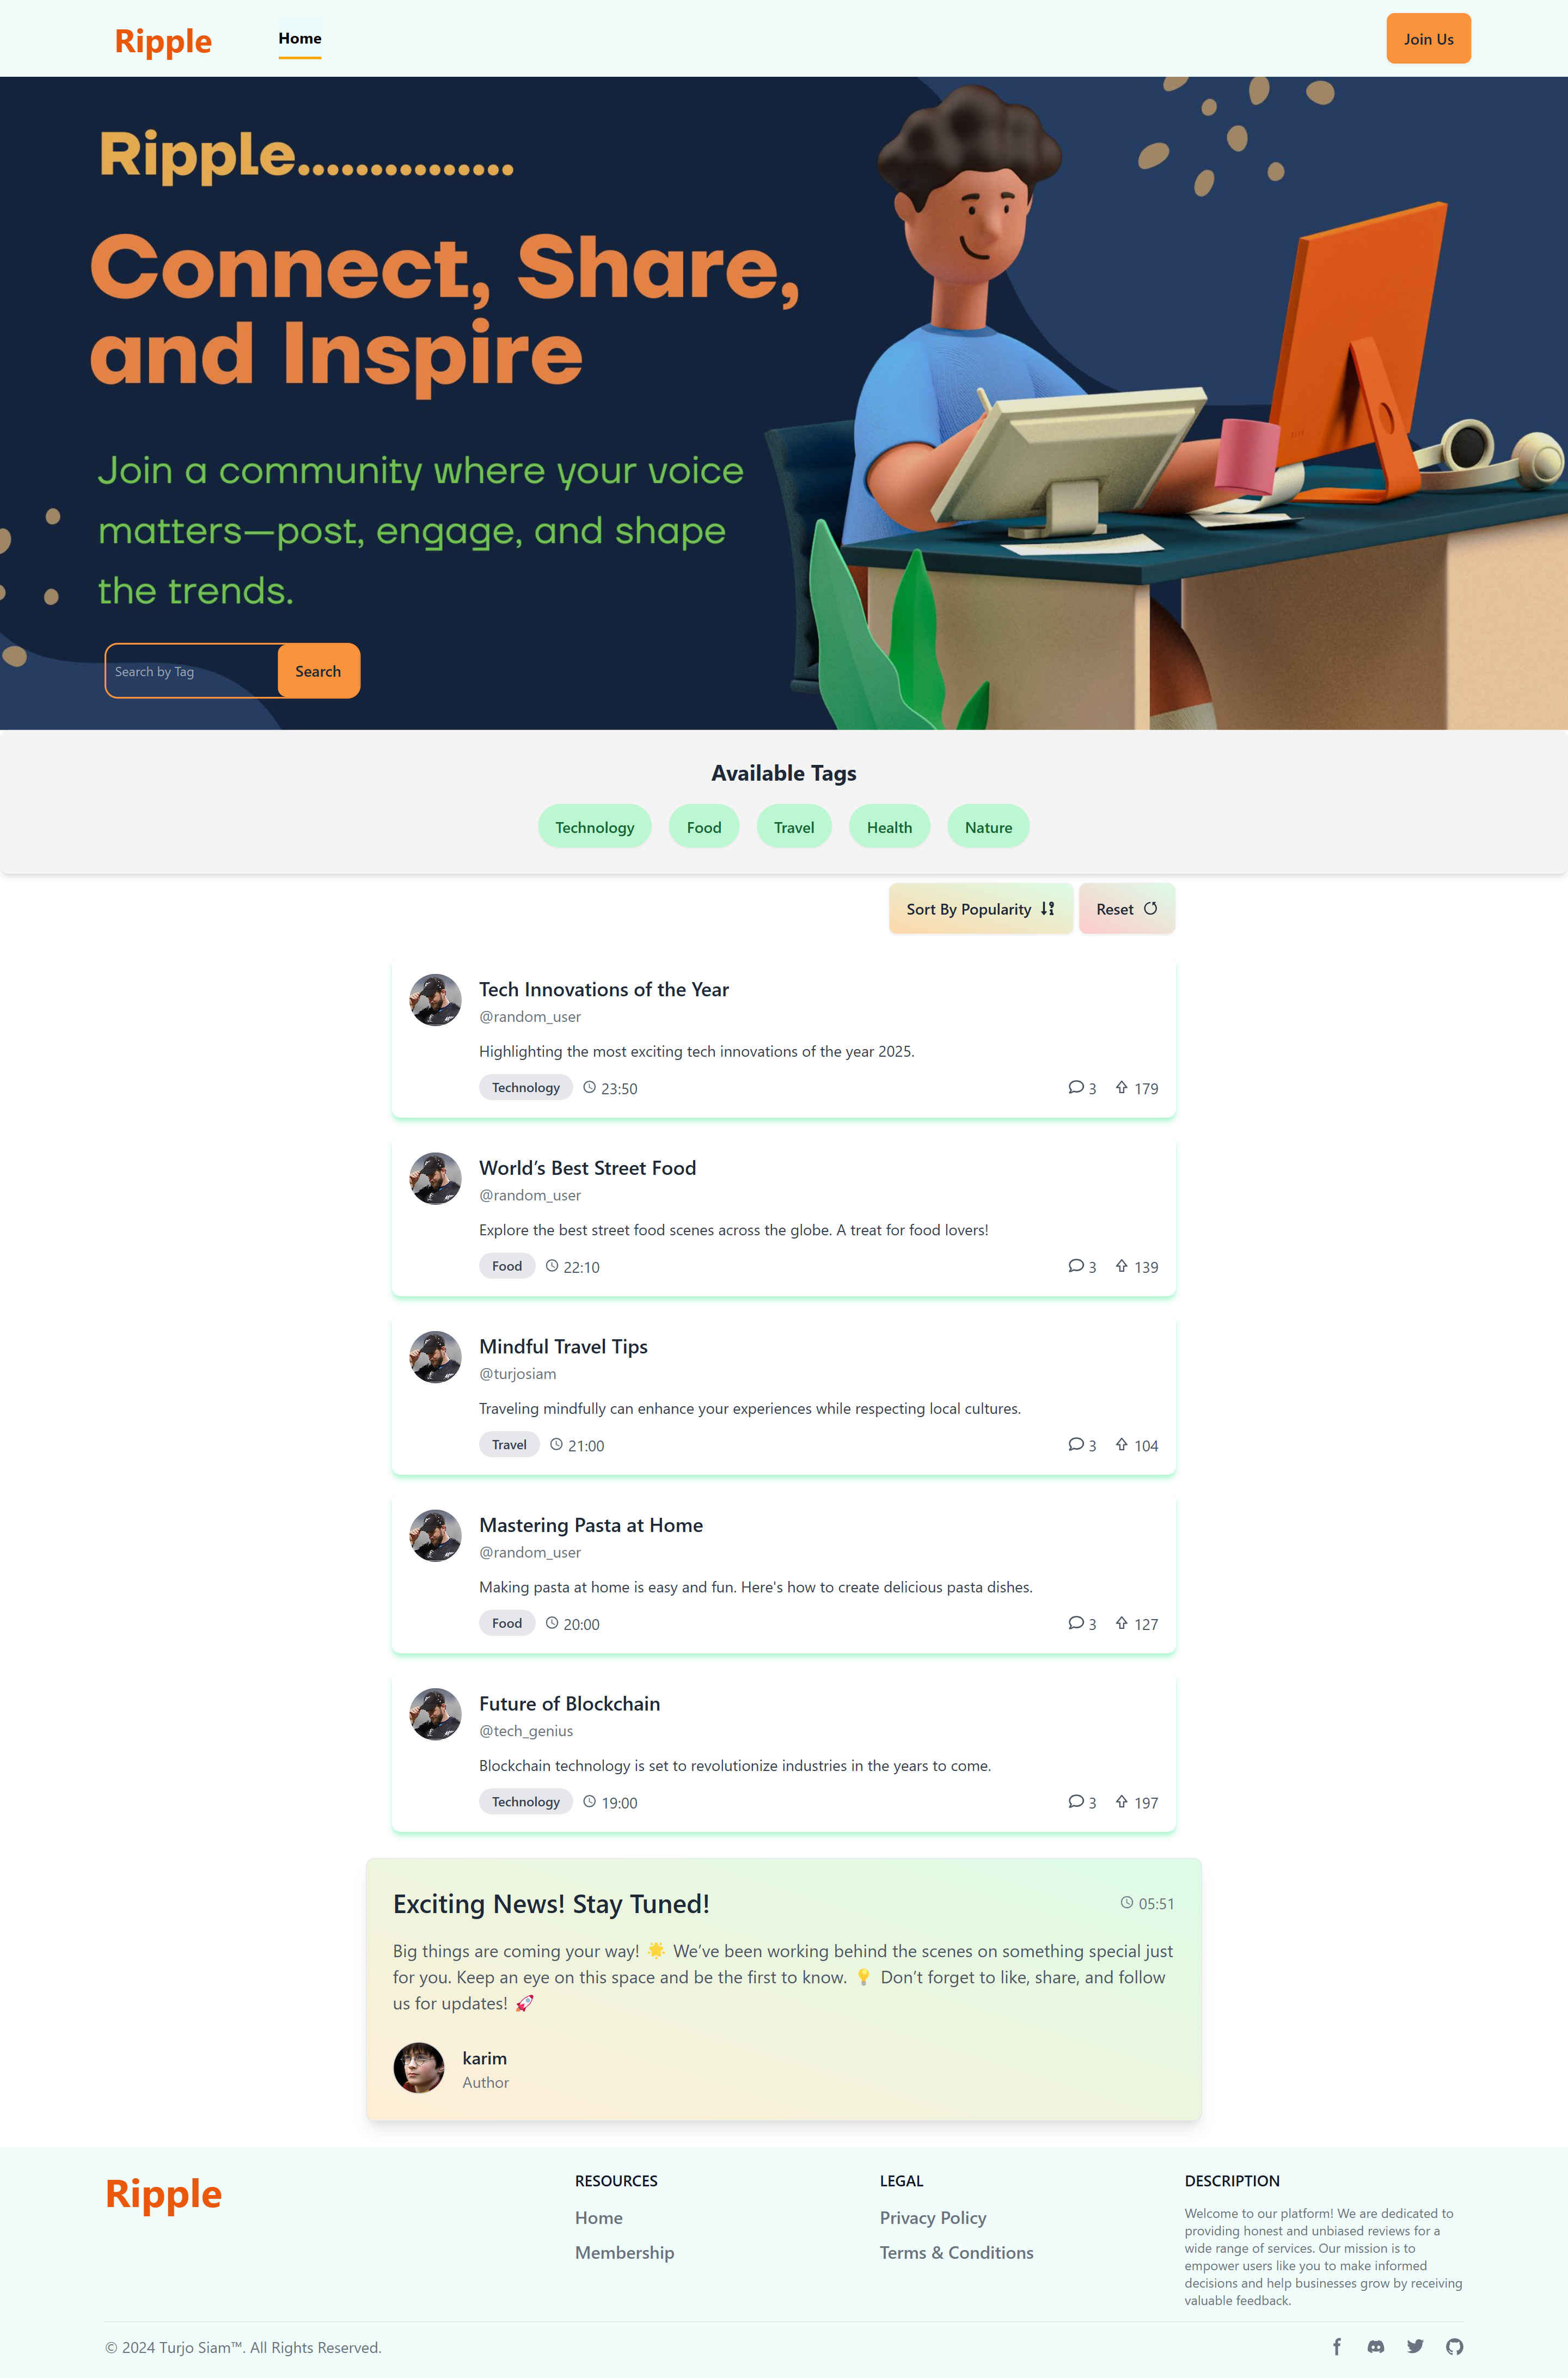 Ripple
Home
Join Us
Ripple...............
Connect, Share,
and Inspire
Join a community where your voice
matters—post, engage, and shape
the trends.
Search by Tag
Search
Available Tags
Technology
Food
Travel
Health
Nature
Sort By Popularity
Reset
Tech Innovations of the Year
@random_user
Highlighting the most exciting tech innovations of the year 2025.
Technology
23:50
3
179
World’s Best Street Food
@random_user
Explore the best street food scenes across the globe. A treat for food lovers!
Food
22:10
3
139
Mindful Travel Tips
@turjosiam
Traveling mindfully can enhance your experiences while respecting local cultures.
Travel
21:00
3
104
Mastering Pasta at Home
@random_user
Making pasta at home is easy and fun. Here's how to create delicious pasta dishes.
Food
20:00
3
127
Future of Blockchain
@tech_genius
Blockchain technology is set to revolutionize industries in the years to come.
Technology
19:00
3
197
Exciting News! Stay Tuned!
05:51
Big things are coming your way! 🌟 We’ve been working behind the scenes on something special just
for you. Keep an eye on this space and be the first to know. 💡 Don’t forget to like, share, and follow
us for updates! 🚀
karim
Author
Ripple
RESOURCES
Home
Membership
LEGAL
Privacy Policy
Terms & Conditions
DESCRIPTION
Welcome to our platform! We are dedicated to
providing honest and unbiased reviews for a
wide range of services. Our mission is to
empower users like you to make informed
decisions and help businesses grow by receiving
valuable feedback.
© 2024 Turjo Siam™. All Rights Reserved.